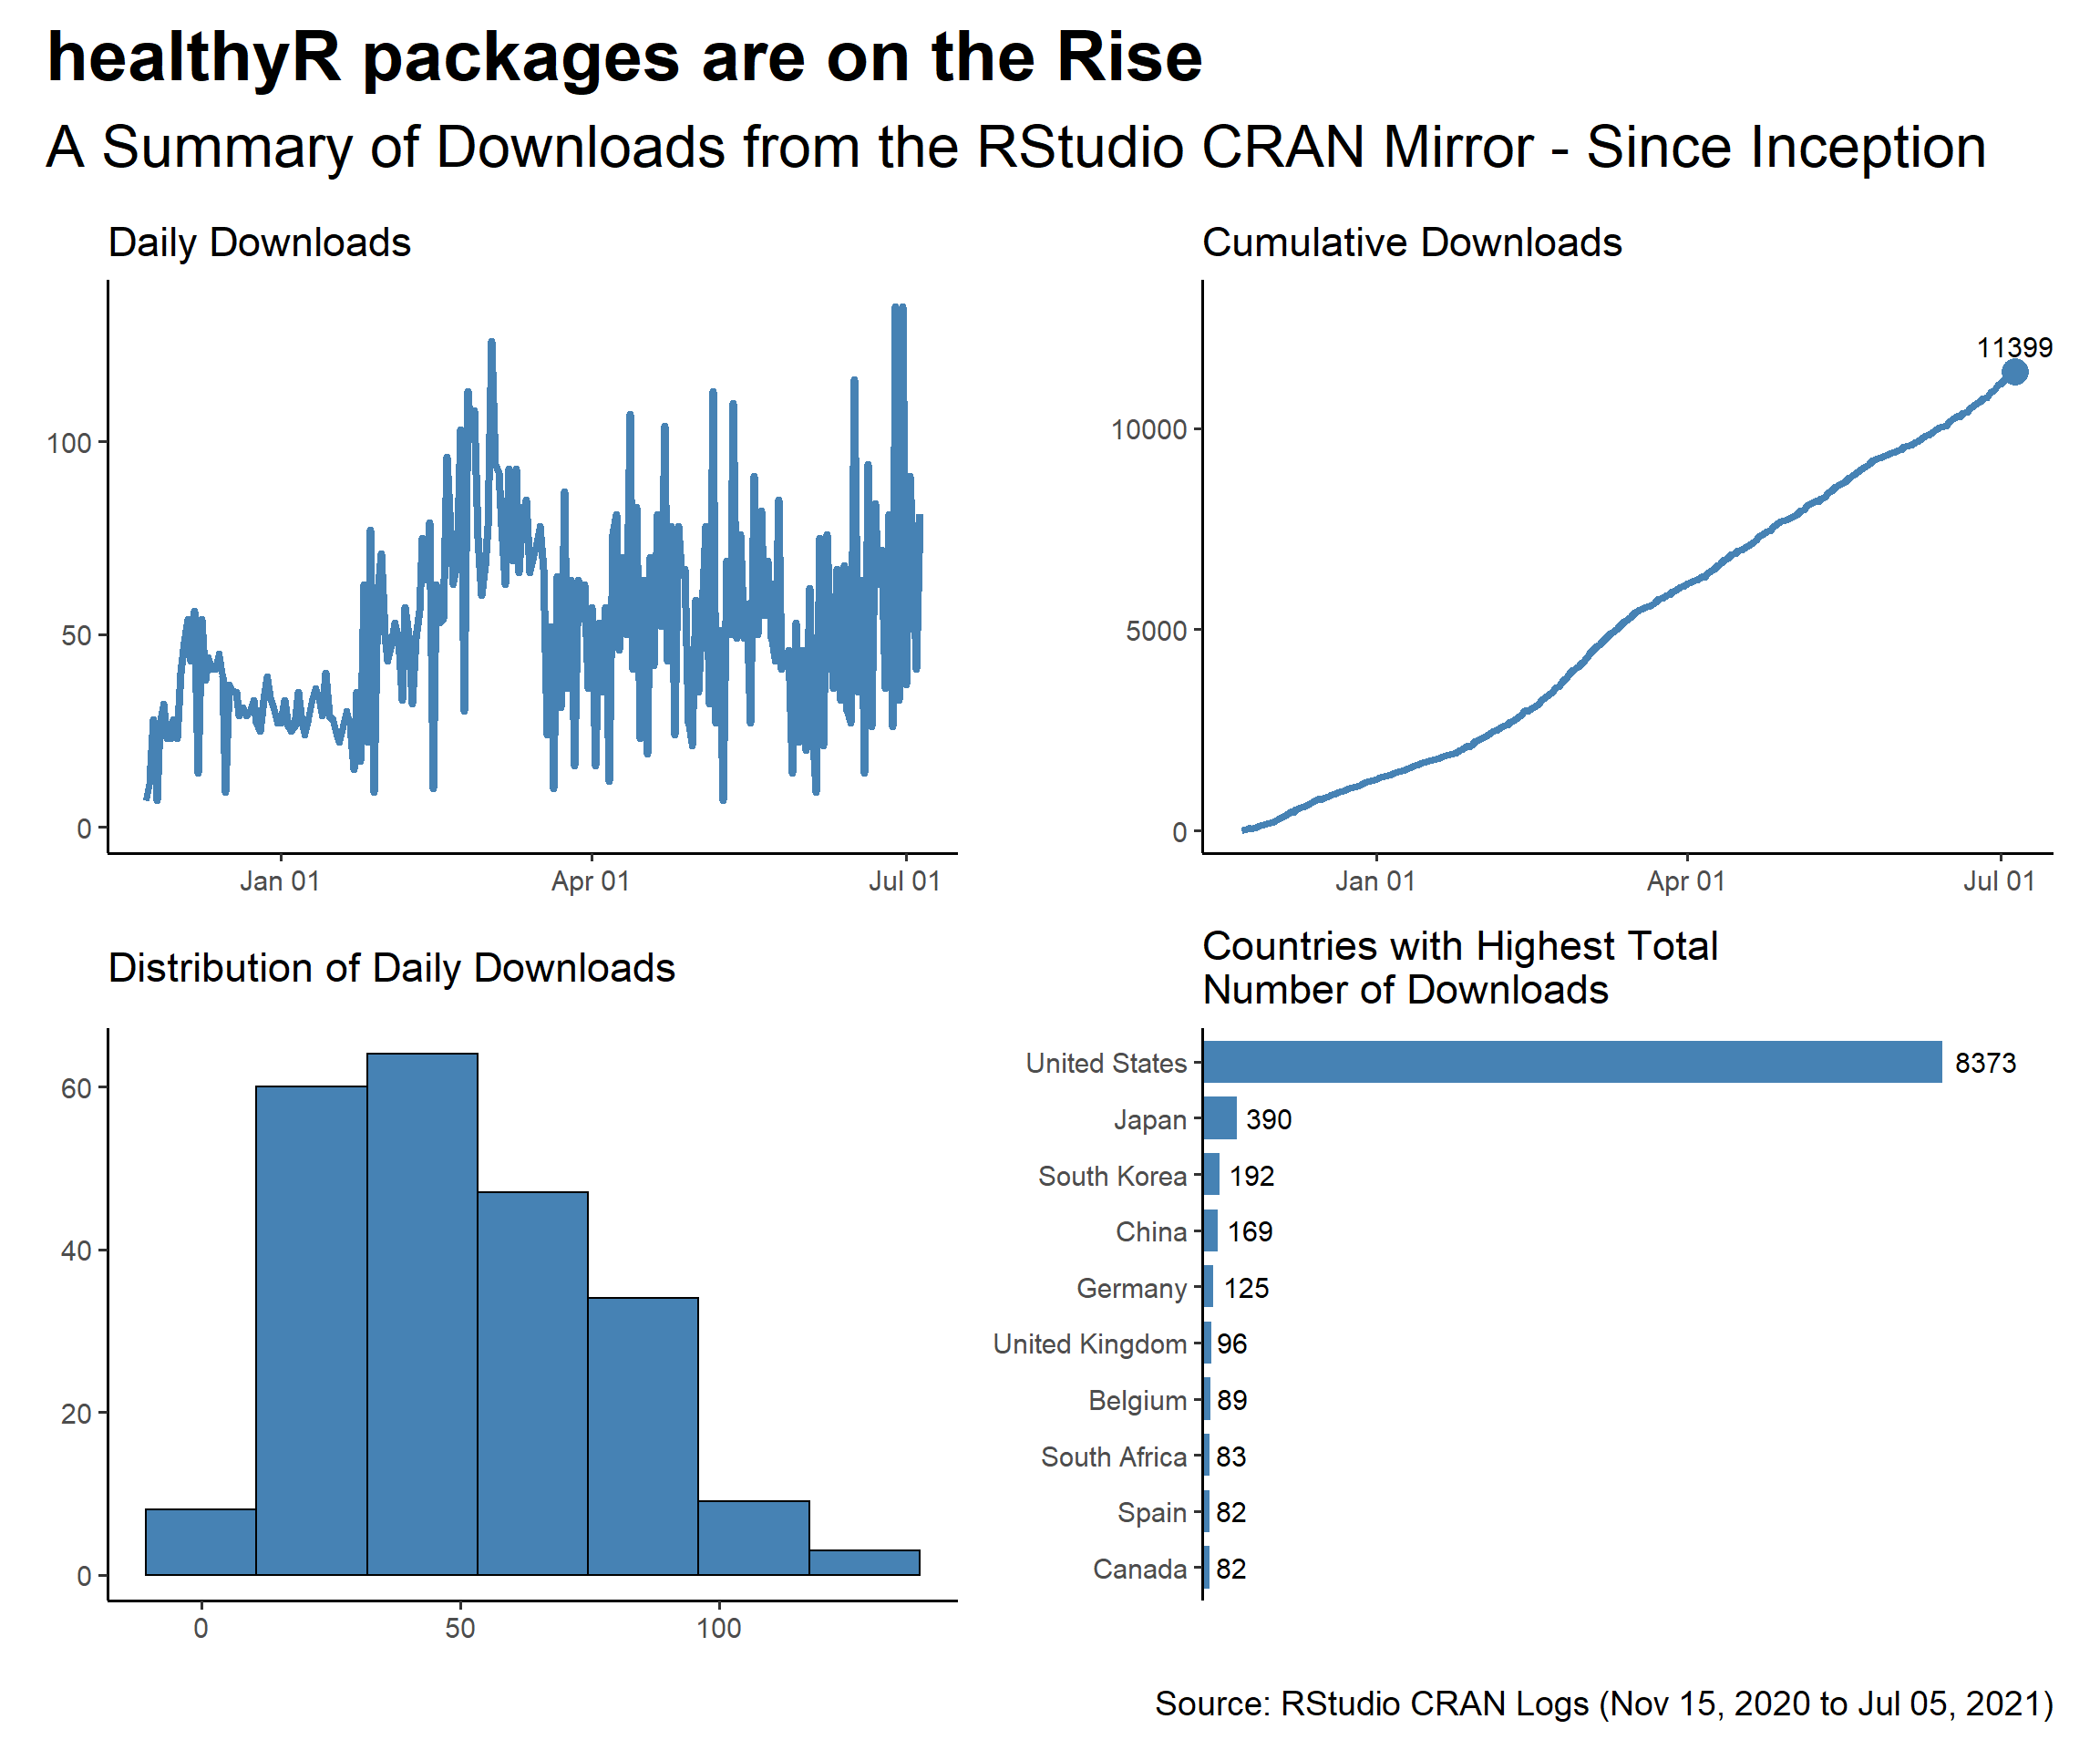 healthyR packages are on the Rise
A Summary of Downloads from the RStudio CRAN Mirror - Since Inception
Daily Downloads
100
50
0
Jan 01 Apr 01 Jul 01
Cumulative Downloads
11399
10000
5000
0
Jan 01 Apr 01 Jul 01
Distribution of Daily Downloads
60
40
20
0
0 50 100
Countries with Highest Total
Number of Downloads
United States 8373
Japan 390
South Korea 192
China 169
Germany 125
United Kingdom 96
Belgium 89
South Africa 83
Spain 82
Canada 82
Source: RStudio CRAN Logs (Nov 15, 2020 to Jul 05, 2021)